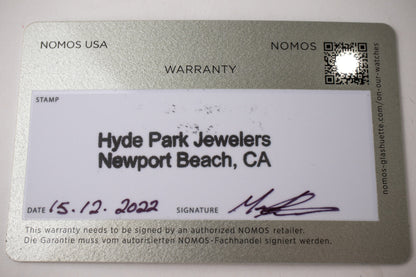 NOMOS USA
NOMOS
WARRANTY
STAMP
Hyde Park Jewelers
Newport Beach, CA
DATE 15.12.2022 SIGNATURE
This warranty needs to be signed by an authorized NOMOS retailer.
Die Garantie muss vom autorisierten NOMOS-Fachhandel signiert werden.
nomos-glashuette.com/on-our-watches